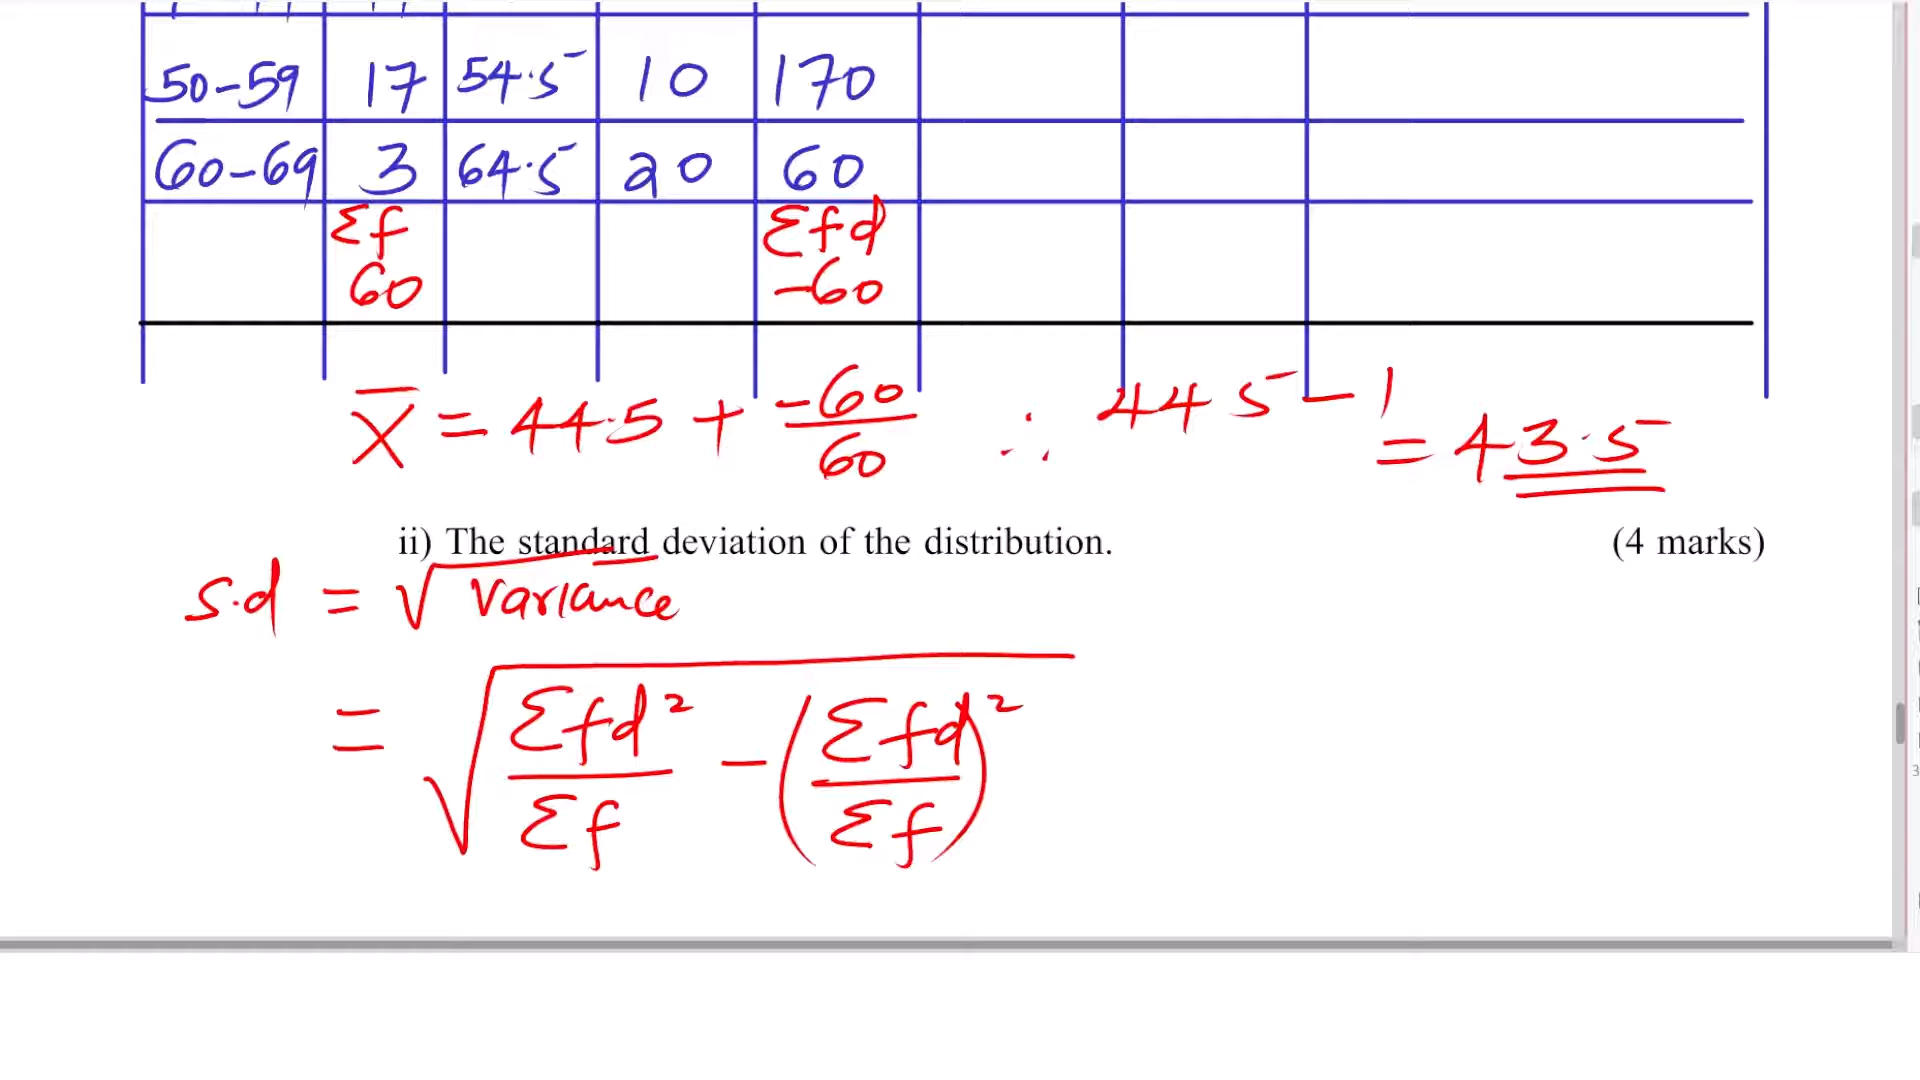 50-59 17 54.5 10 170
60-69 3 64.5 20 60
Σf Σfd
60 -60
X̄ = 44.5 + -60/60 ∴ 44 5 - 1 = 43.5
ii) The standard deviation of the distribution. (4 marks)
s.d = √Variance
= √(Σfd²/Σf - (Σfd/Σf)²)